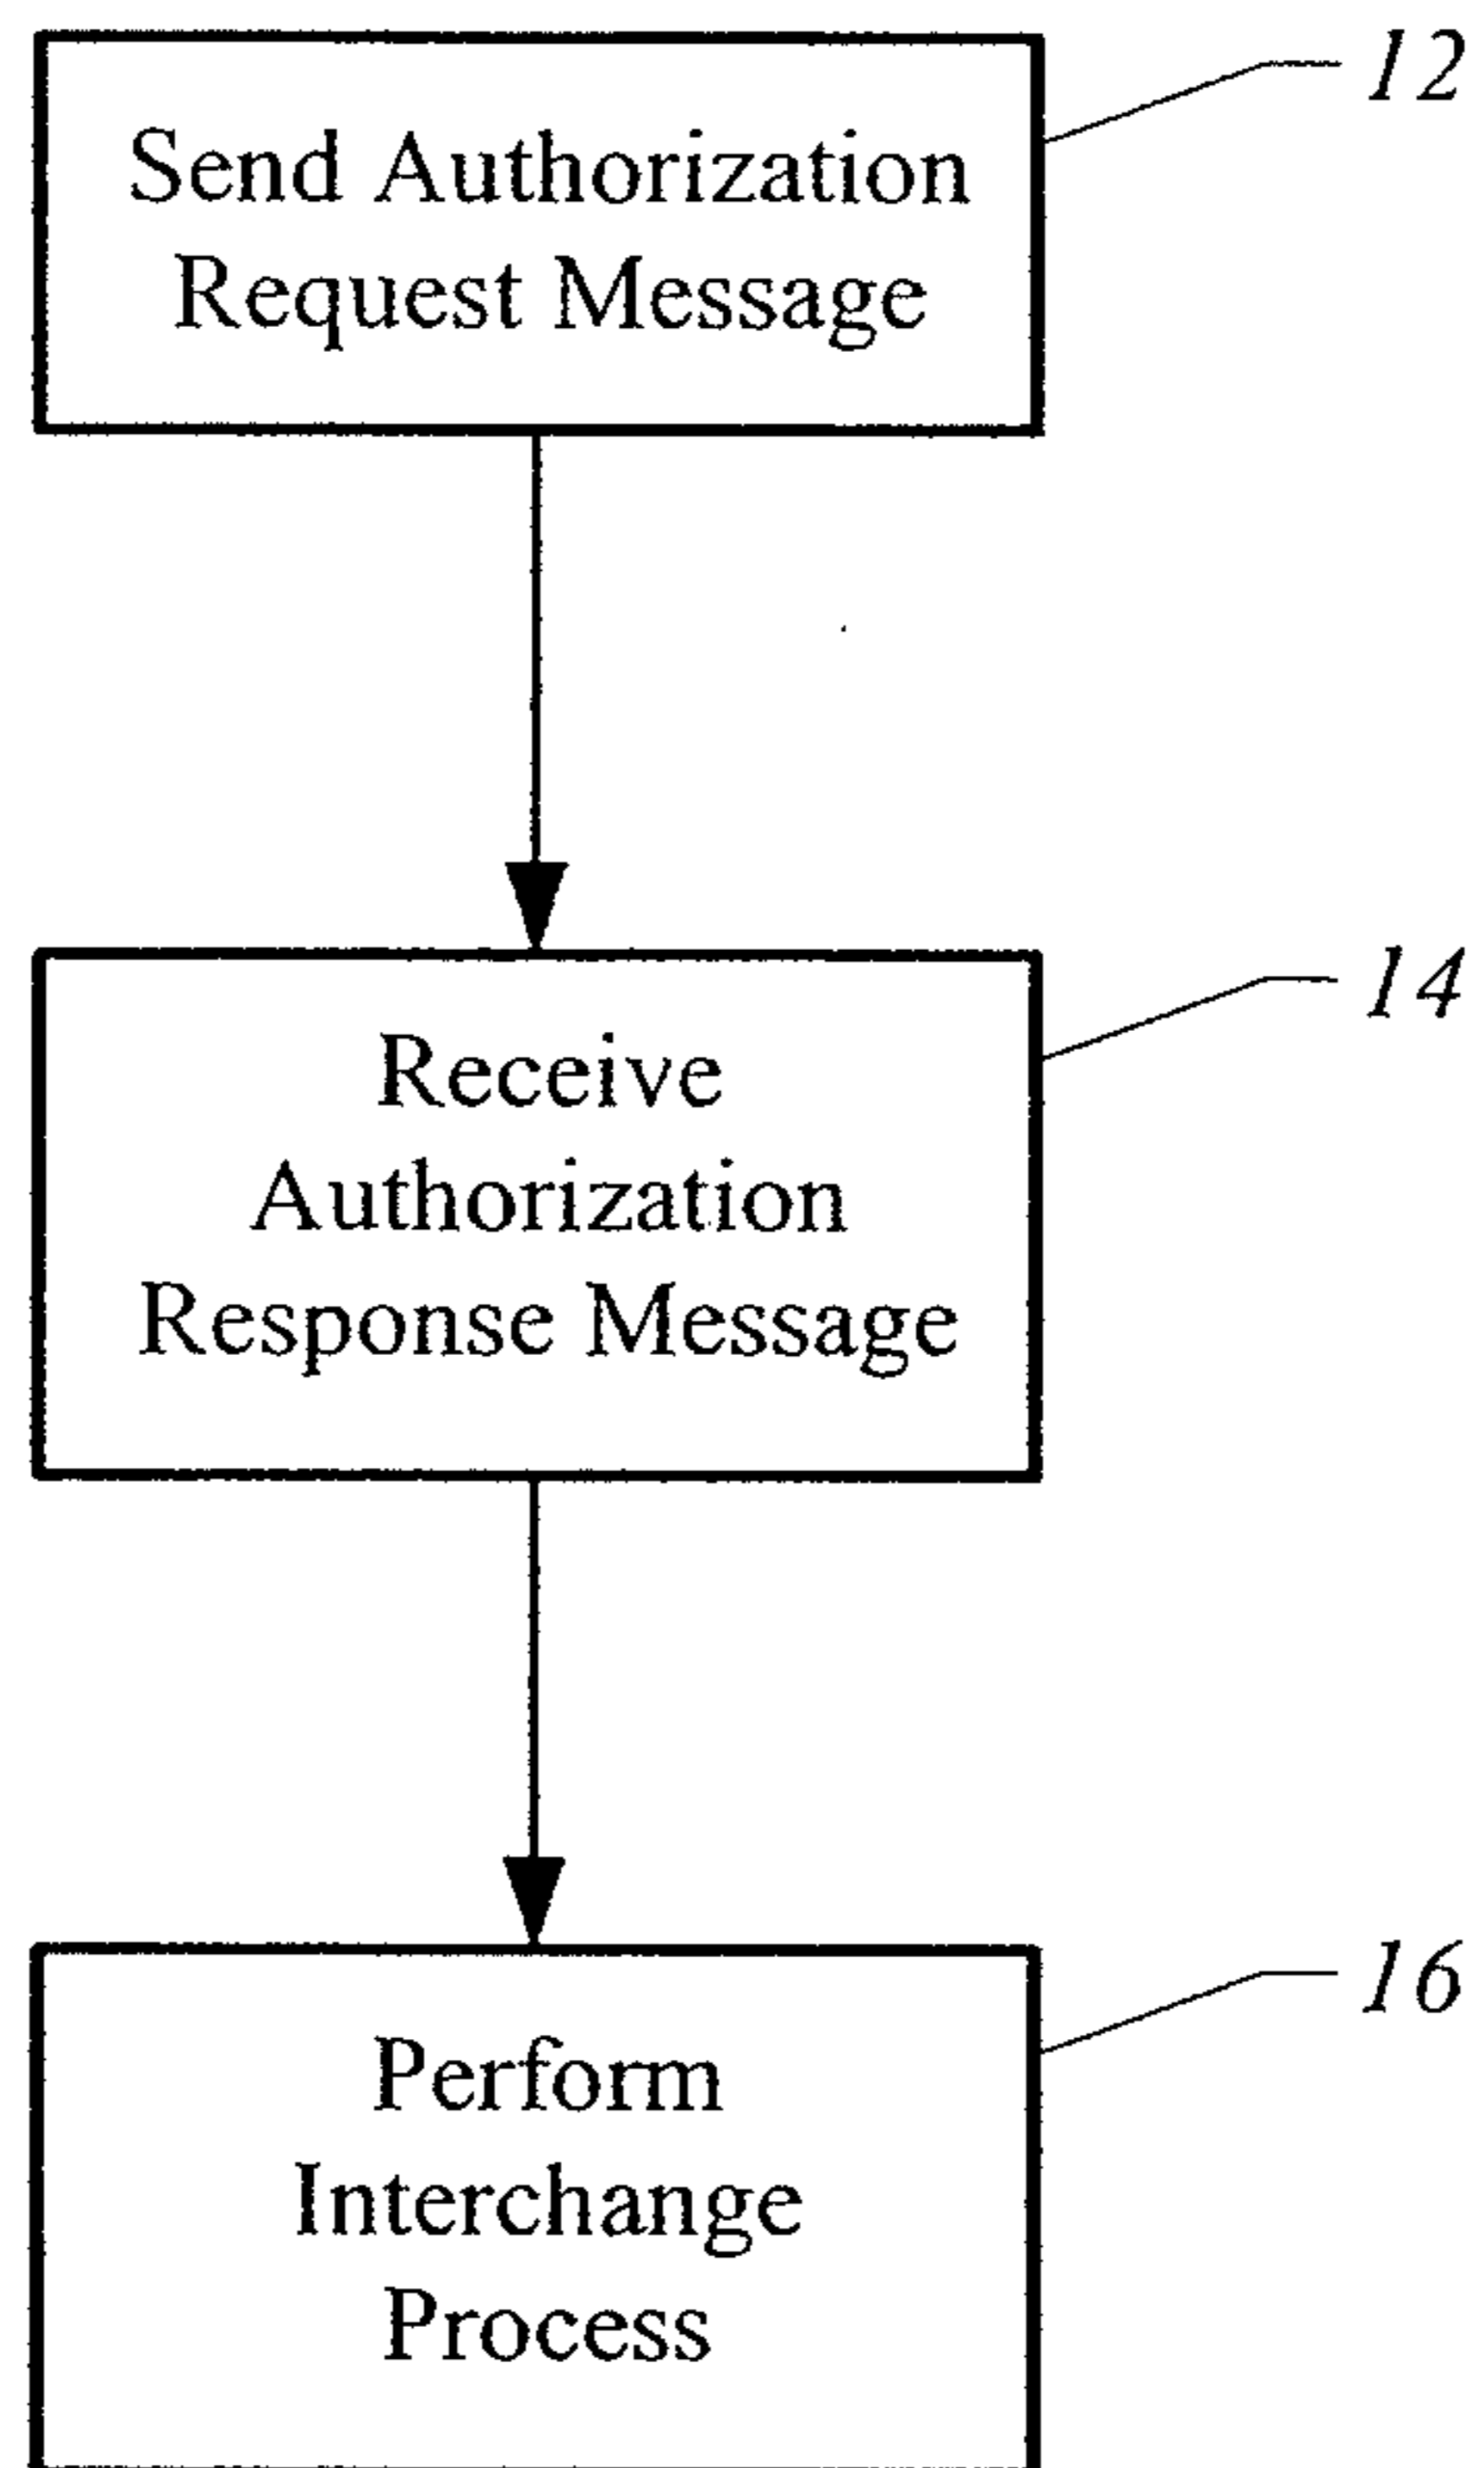 12
Send Authorization
Request Message
14
Receive
Authorization
Response Message
16
Perform
Interchange
Process